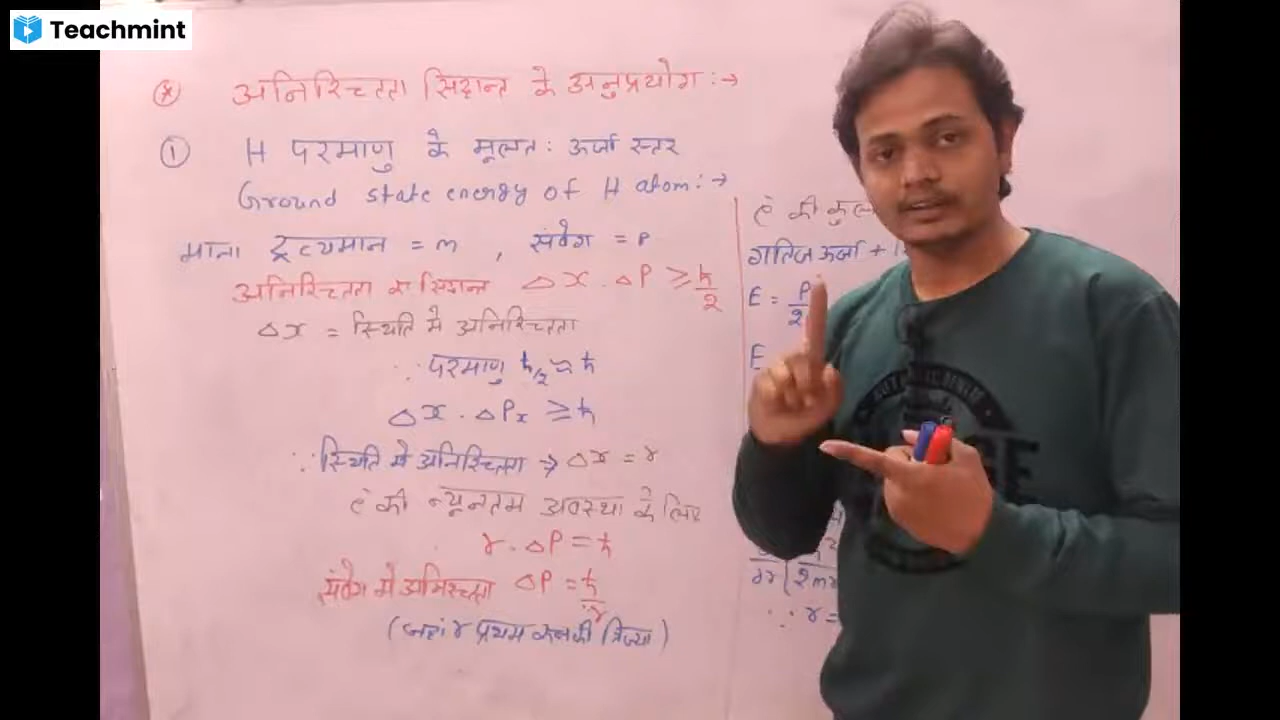 Teachmint
* अनिश्चितता सिद्दान्त के अनुप्रयोग :→
① H परमाणु के मूलत: ऊर्जा स्तर
Ground state energy of H atom:→
माना द्रव्यमान = m , संवेग = P
अनिश्चितता का सिद्दान्त Δx . ΔP ≥ ħ/2
Δx = स्थिति मे अनिश्चितता
∵ परमाणु ħ/2 ≈ ħ
Δx . ΔPx ≥ ħ
∵ स्थिति मे अनिश्चितता → Δx = r
e की न्यूनतम अवस्था के लिए
r . ΔP = ħ
संवेग मे अनिश्चितता ΔP = ħ/r
(जहां r प्रथम कक्षा की त्रिज्या)
e की कुल
गतिज ऊर्जा +
E = P
2
E
∵ r =